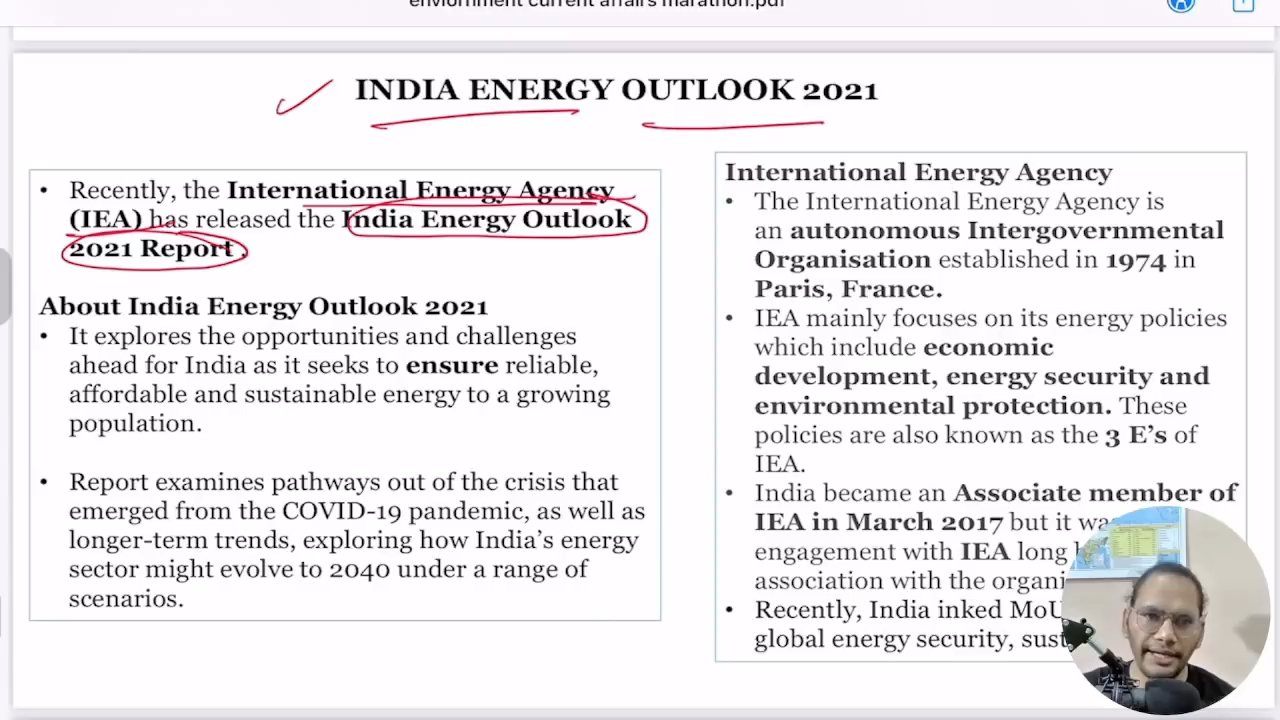 enviornment current affairs marathon.pdf
INDIA ENERGY OUTLOOK 2021
• Recently, the International Energy Agency
(IEA) has released the India Energy Outlook
2021 Report.
About India Energy Outlook 2021
• It explores the opportunities and challenges
ahead for India as it seeks to ensure reliable,
affordable and sustainable energy to a growing
population.
• Report examines pathways out of the crisis that
emerged from the COVID-19 pandemic, as well as
longer-term trends, exploring how India's energy
sector might evolve to 2040 under a range of
scenarios.
International Energy Agency
• The International Energy Agency is
an autonomous Intergovernmental
Organisation established in 1974 in
Paris, France.
• IEA mainly focuses on its energy policies
which include economic
development, energy security and
environmental protection. These
policies are also known as the 3 E's of
IEA.
• India became an Associate member of
IEA in March 2017 but it
engagement with IEA long
association with the
• Recently, India inked MoU
global energy security,